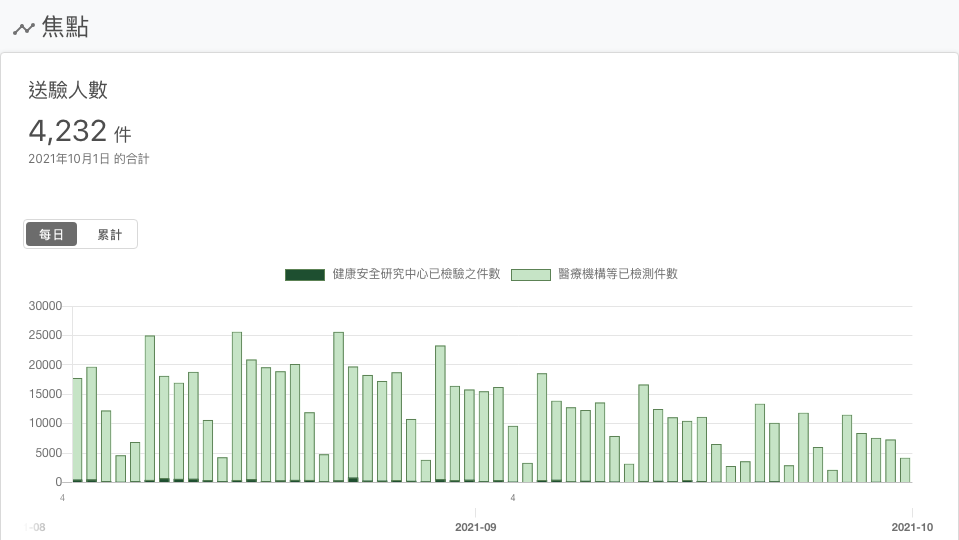 焦點
送驗人數
4,232 件
2021年10月1日 的合計
每日 累計
健康安全研究中心已檢驗之件數 醫療機構等已檢測件數
30000
25000
20000
15000
10000
5000
0
4 4
-08 2021-09 2021-10